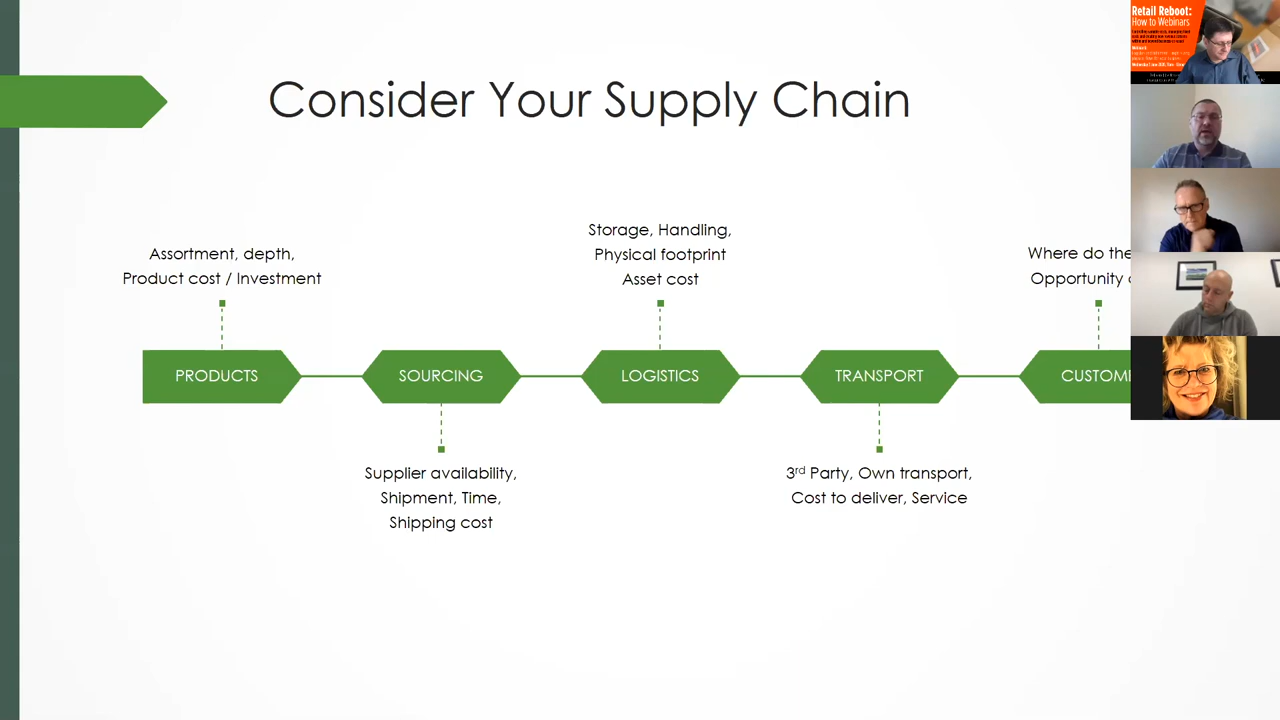 Consider Your Supply Chain
Assortment, depth,
Product cost / Investment
Storage, Handling,
Physical footprint
Asset cost
Where do the
Opportunity
PRODUCTS
SOURCING
LOGISTICS
TRANSPORT
CUSTOME
Supplier availability,
Shipment, Time,
Shipping cost
3rd Party, Own transport,
Cost to deliver, Service
Retail Reboot:
How to Webinars